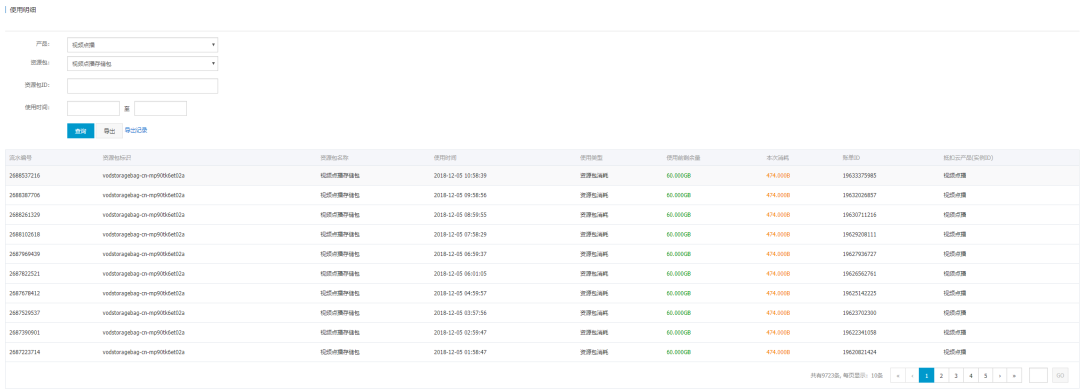 使用明细
产品: 视频点播
资源包: 视频点播存储包
资源包ID:
使用时间: 至
查询 导出 导出记录
流水编号 资源包标识 资源包名称 使用时间 使用类型 使用前剩余量 本次消耗 账单ID 抵扣云产品(实例ID)
2688537216 vodstoragebag-cn-mp90tk6et02a 视频点播存储包 2018-12-05 10:58:39 资源包消耗 60.000GB 474.000B 19633375985 视频点播
2688387706 vodstoragebag-cn-mp90tk6et02a 视频点播存储包 2018-12-05 09:58:56 资源包消耗 60.000GB 474.000B 19632026857 视频点播
2688261329 vodstoragebag-cn-mp90tk6et02a 视频点播存储包 2018-12-05 08:59:55 资源包消耗 60.000GB 474.000B 19630711216 视频点播
2688102618 vodstoragebag-cn-mp90tk6et02a 视频点播存储包 2018-12-05 07:58:29 资源包消耗 60.000GB 474.000B 19629208111 视频点播
2687969439 vodstoragebag-cn-mp90tk6et02a 视频点播存储包 2018-12-05 06:59:37 资源包消耗 60.000GB 474.000B 19627936727 视频点播
2687822521 vodstoragebag-cn-mp90tk6et02a 视频点播存储包 2018-12-05 06:01:05 资源包消耗 60.000GB 474.000B 19626562761 视频点播
2687678412 vodstoragebag-cn-mp90tk6et02a 视频点播存储包 2018-12-05 04:59:57 资源包消耗 60.000GB 474.000B 19625142225 视频点播
2687529537 vodstoragebag-cn-mp90tk6et02a 视频点播存储包 2018-12-05 03:57:56 资源包消耗 60.000GB 474.000B 19623702300 视频点播
2687390901 vodstoragebag-cn-mp90tk6et02a 视频点播存储包 2018-12-05 02:59:47 资源包消耗 60.000GB 474.000B 19622341058 视频点播
2687223714 vodstoragebag-cn-mp90tk6et02a 视频点播存储包 2018-12-05 01:58:47 资源包消耗 60.000GB 474.000B 19620821424 视频点播
共有9723条, 每页显示: 10条 « ‹ 1 2 3 4 5 › » GO